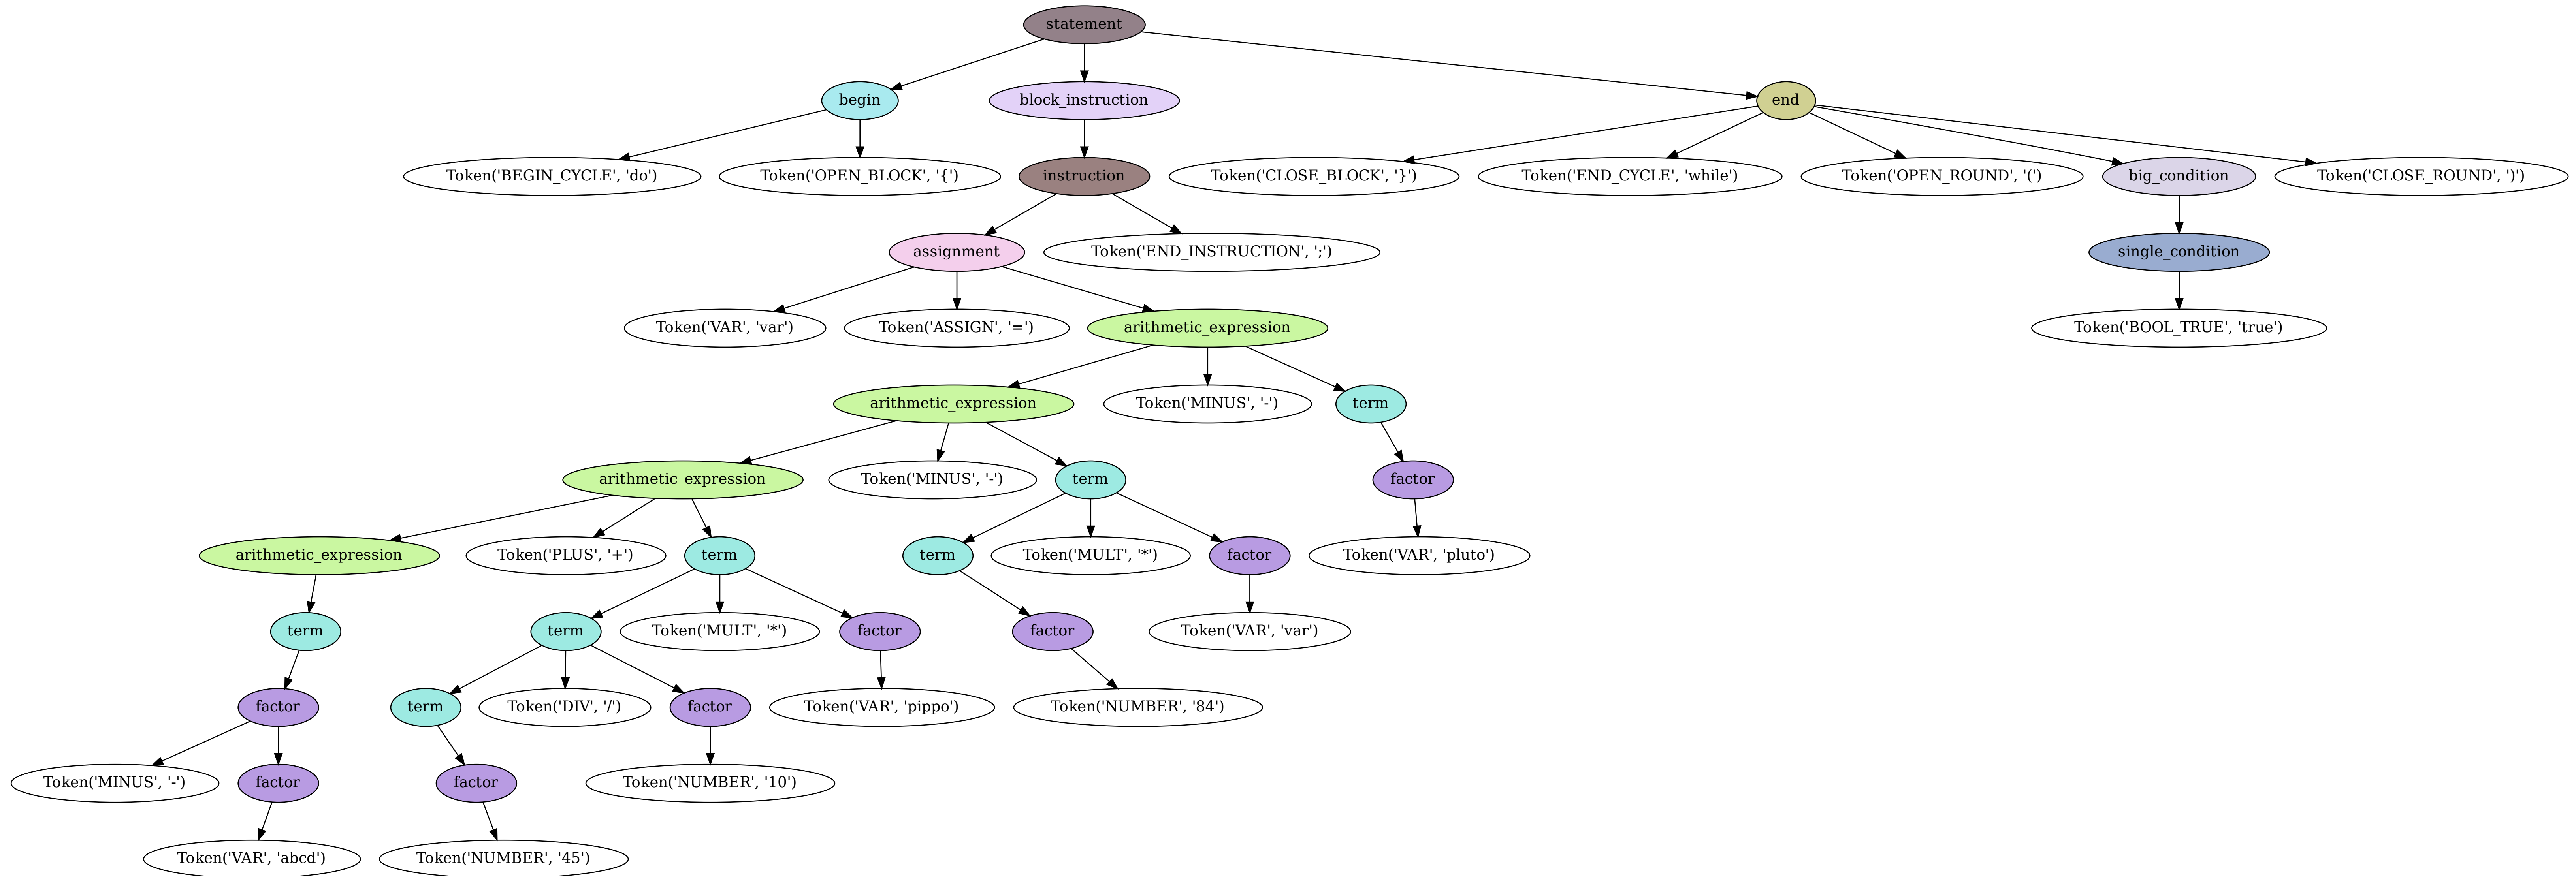 statement
begin
block_instruction
end
Token('BEGIN_CYCLE', 'do')
Token('OPEN_BLOCK', '{')
instruction
Token('CLOSE_BLOCK', '}')
Token('END_CYCLE', 'while')
Token('OPEN_ROUND', '(')
big_condition
Token('CLOSE_ROUND', ')')
assignment
Token('END_INSTRUCTION', ';')
single_condition
Token('VAR', 'var')
Token('ASSIGN', '=')
arithmetic_expression
Token('BOOL_TRUE', 'true')
arithmetic_expression
Token('MINUS', '-')
term
arithmetic_expression
Token('MINUS', '-')
term
factor
arithmetic_expression
Token('PLUS', '+')
term
term
Token('MULT', '*')
factor
Token('VAR', 'pluto')
term
term
Token('MULT', '*')
factor
factor
Token('VAR', 'var')
factor
term
Token('DIV', '/')
factor
Token('VAR', 'pippo')
Token('NUMBER', '84')
Token('MINUS', '-')
factor
factor
Token('NUMBER', '10')
Token('VAR', 'abcd')
Token('NUMBER', '45')